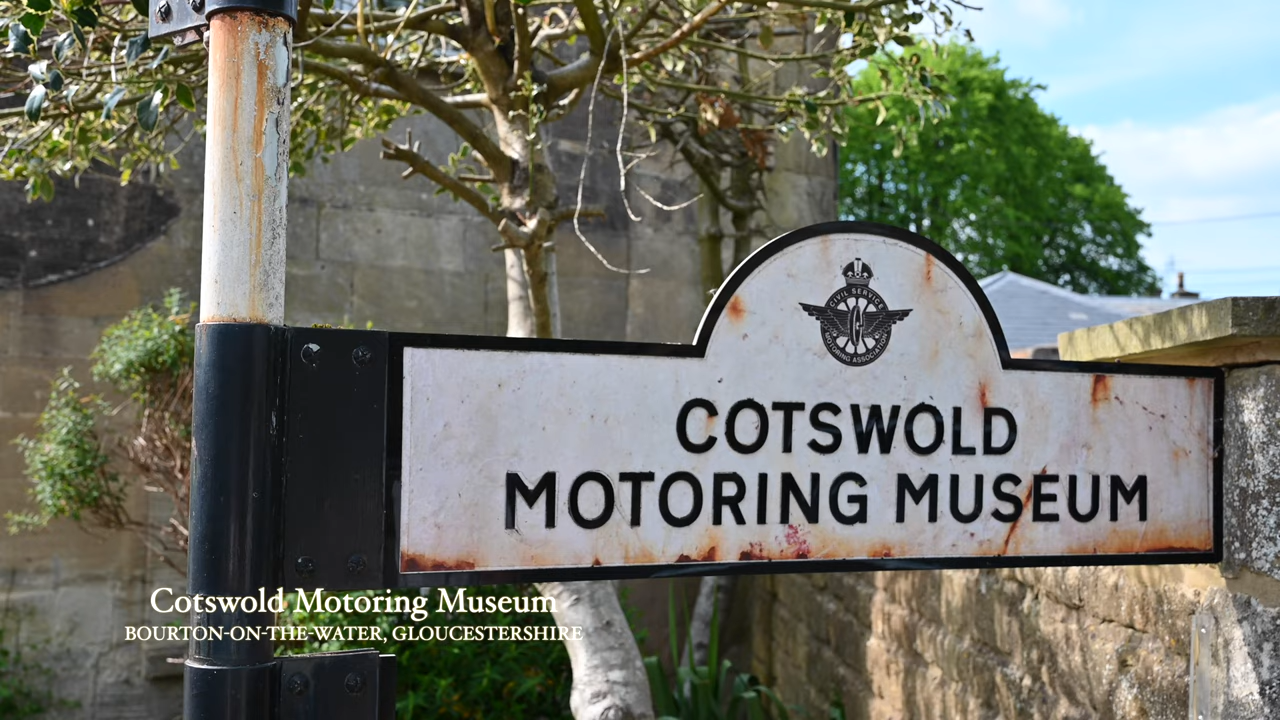 CIVIL SERVICE
MOTORING ASSOCIATION
COTSWOLD
MOTORING MUSEUM
Cotswold Motoring Museum
BOURTON-ON-THE-WATER, GLOUCESTERSHIRE